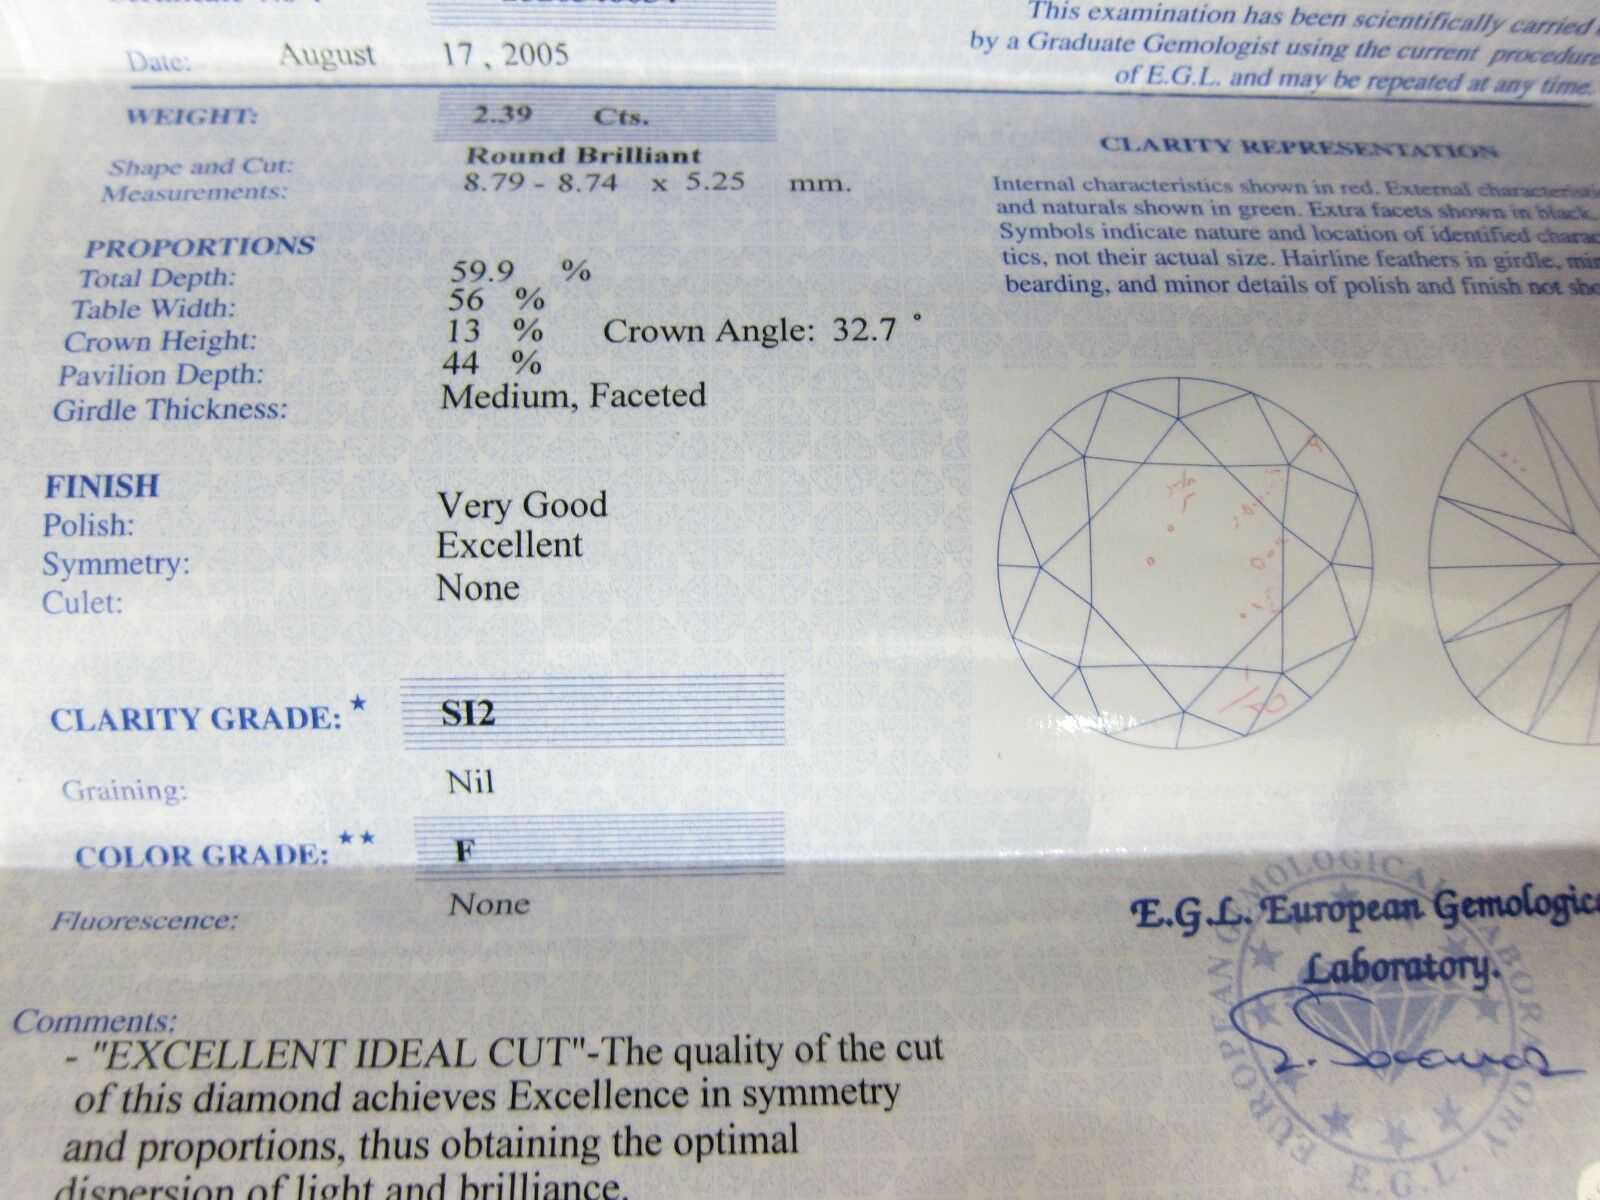 Date: August 17, 2005
This examination has been scientifically carried
by a Graduate Gemologist using the current procedure
of E.G.L. and may be repeated at any time.
WEIGHT: 2.39 Cts.
Shape and Cut: Round Brilliant
Measurements: 8.79 - 8.74 x 5.25 mm.
PROPORTIONS
Total Depth: 59.9 %
Table Width: 56 %
Crown Height: 13 % Crown Angle: 32.7 °
Pavilion Depth: 44 %
Girdle Thickness: Medium, Faceted
FINISH
Polish: Very Good
Symmetry: Excellent
Culet: None
CLARITY GRADE: ★ SI2
Graining: Nil
COLOR GRADE: ★★ F
Fluorescence: None
Comments:
- "EXCELLENT IDEAL CUT"-The quality of the cut
of this diamond achieves Excellence in symmetry
and proportions, thus obtaining the optimal
dispersion of light and brilliance.
CLARITY REPRESENTATION
Internal characteristics shown in red. External
and naturals shown in green. Extra facets shown in black.
Symbols indicate nature and location of identified charac
tics, not their actual size. Hairline feathers in girdle,
bearding, and minor details of polish and finish not
E.G.L. European Gemologica
Laboratory.
EUROPEAN GEMOLOGICAL LABORATORY
E.G.L.